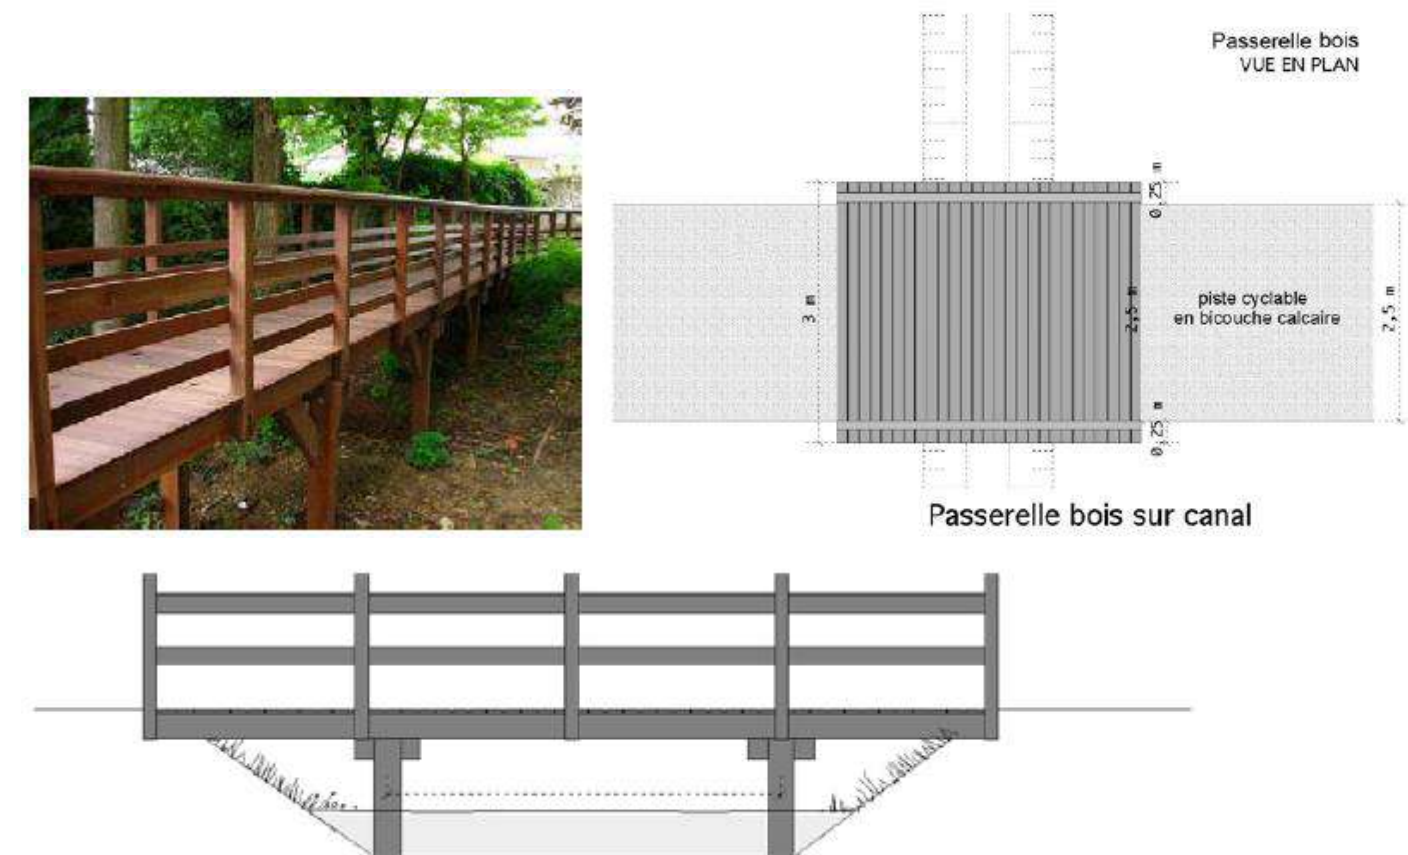 Passerelle bois
VUE EN PLAN
0,25 m
3 m
2,5 m
piste cyclable
en bicouche calcaire
2,5 m
0,25 m
Passerelle bois sur canal